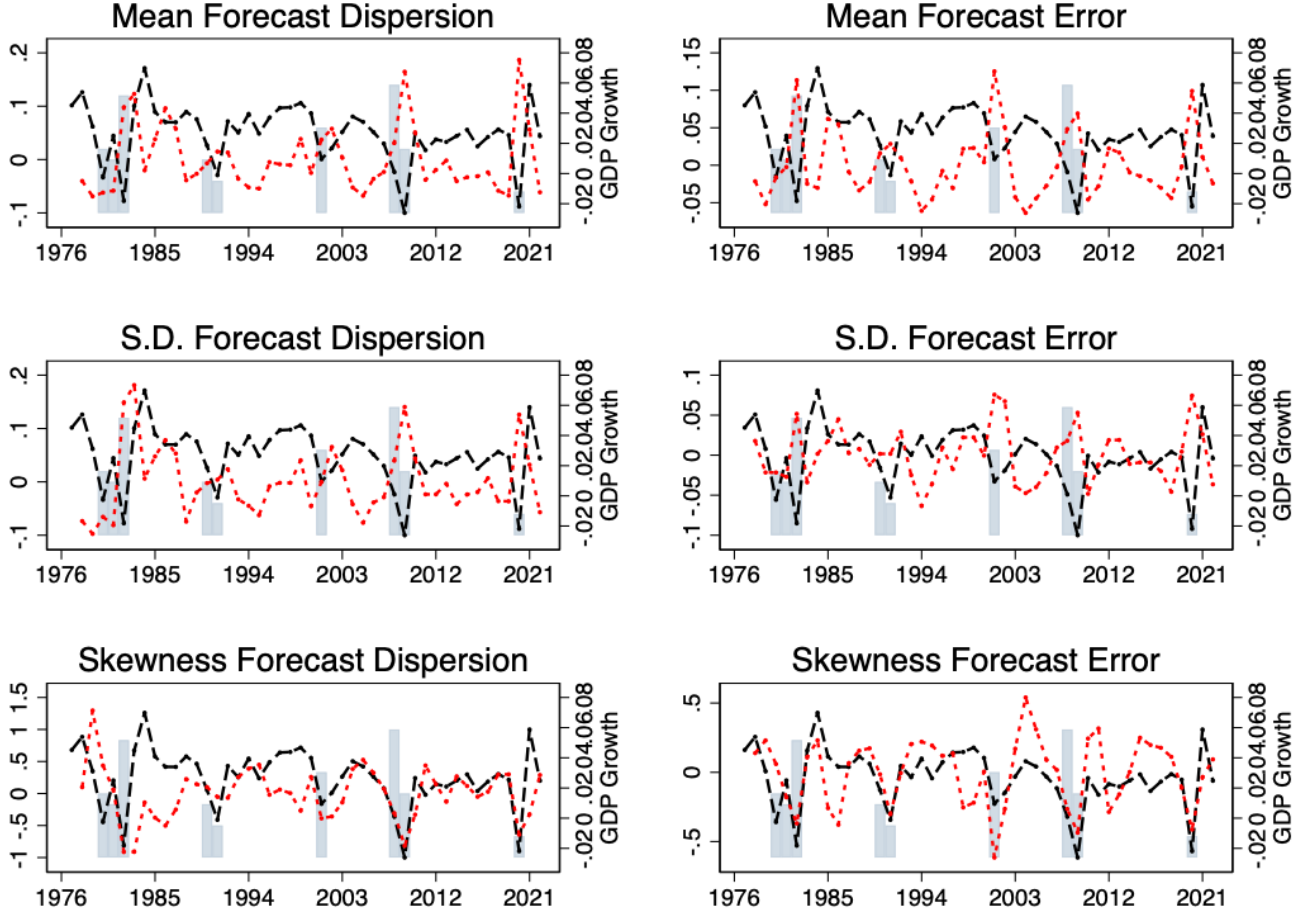 Mean Forecast Dispersion
.2
.1
0
-.1
-.02 0 .02 .04 .06 .08
GDP Growth
1976 1985 1994 2003 2012 2021
Mean Forecast Error
.15
.1
.05
0
-.05
-.02 0 .02 .04 .06 .08
GDP Growth
1976 1985 1994 2003 2012 2021
S.D. Forecast Dispersion
.2
.1
0
-.1
-.02 0 .02 .04 .06 .08
GDP Growth
1976 1985 1994 2003 2012 2021
S.D. Forecast Error
.1
.05
0
-.05
-.1
-.02 0 .02 .04 .06 .08
GDP Growth
1976 1985 1994 2003 2012 2021
Skewness Forecast Dispersion
1.5
1
.5
0
-.5
-1
-.02 0 .02 .04 .06 .08
GDP Growth
1976 1985 1994 2003 2012 2021
Skewness Forecast Error
.5
0
-.5
-.02 0 .02 .04 .06 .08
GDP Growth
1976 1985 1994 2003 2012 2021